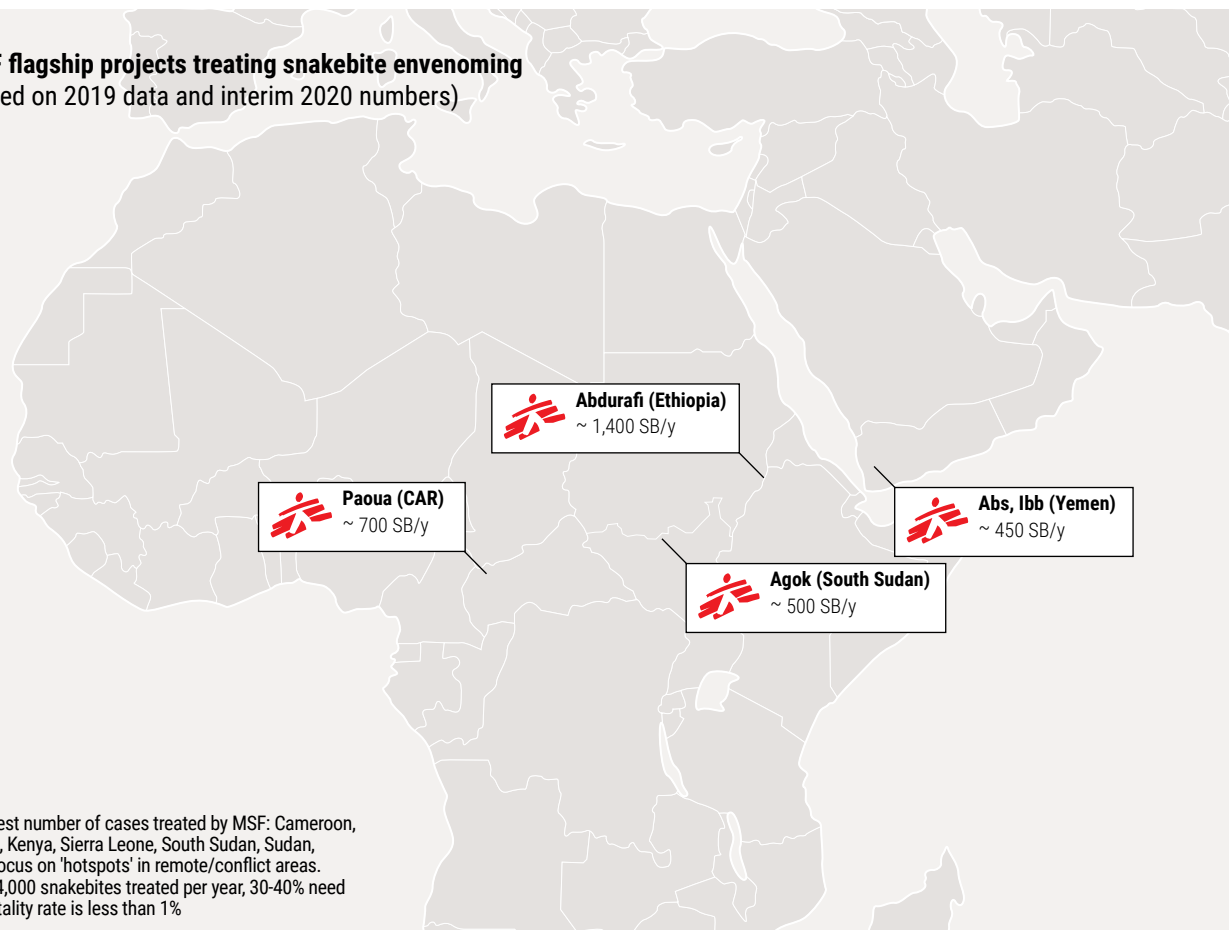 flagship projects treating snakebite envenoming
ed on 2019 data and interim 2020 numbers)
Abdurafi (Ethiopia)
~ 1,400 SB/y
Paoua (CAR)
~ 700 SB/y
Abs, Ibb (Yemen)
~ 450 SB/y
Agok (South Sudan)
~ 500 SB/y
est number of cases treated by MSF: Cameroon,
, Kenya, Sierra Leone, South Sudan, Sudan,
ocus on 'hotspots' in remote/conflict areas.
4,000 snakebites treated per year, 30-40% need
tality rate is less than 1%